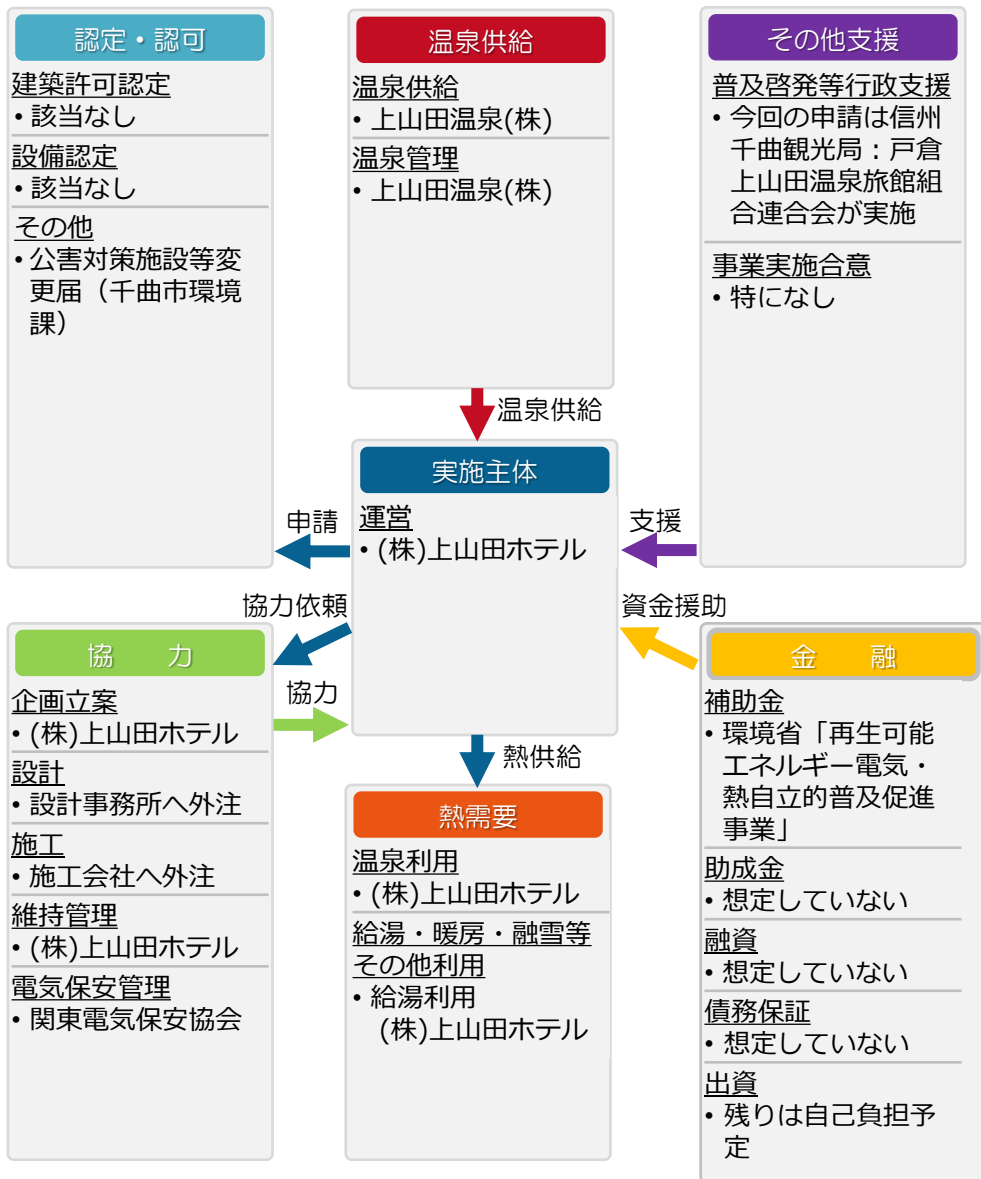 認定・認可
建築許可認定
• 該当なし
設備認定
• 該当なし
その他
• 公害対策施設等変
更届（千曲市環境
課）
温泉供給
温泉供給
• 上山田温泉(株)
温泉管理
• 上山田温泉(株)
その他支援
普及啓発等行政支援
• 今回の申請は信州
千曲観光局：戸倉
上山田温泉旅館組
合連合会が実施
事業実施合意
• 特になし
温泉供給
実施主体
運営
• (株)上山田ホテル
申請
支援
協力依頼
資金援助
協力
熱供給
協　力
企画立案
• (株)上山田ホテル
設計
• 設計事務所へ外注
施工
• 施工会社へ外注
維持管理
• (株)上山田ホテル
電気保安管理
• 関東電気保安協会
熱需要
温泉利用
• (株)上山田ホテル
給湯・暖房・融雪等
その他利用
• 給湯利用
(株)上山田ホテル
金　融
補助金
• 環境省「再生可能
エネルギー電気・
熱自立的普及促進
事業」
助成金
• 想定していない
融資
• 想定していない
債務保証
• 想定していない
出資
• 残りは自己負担予
定